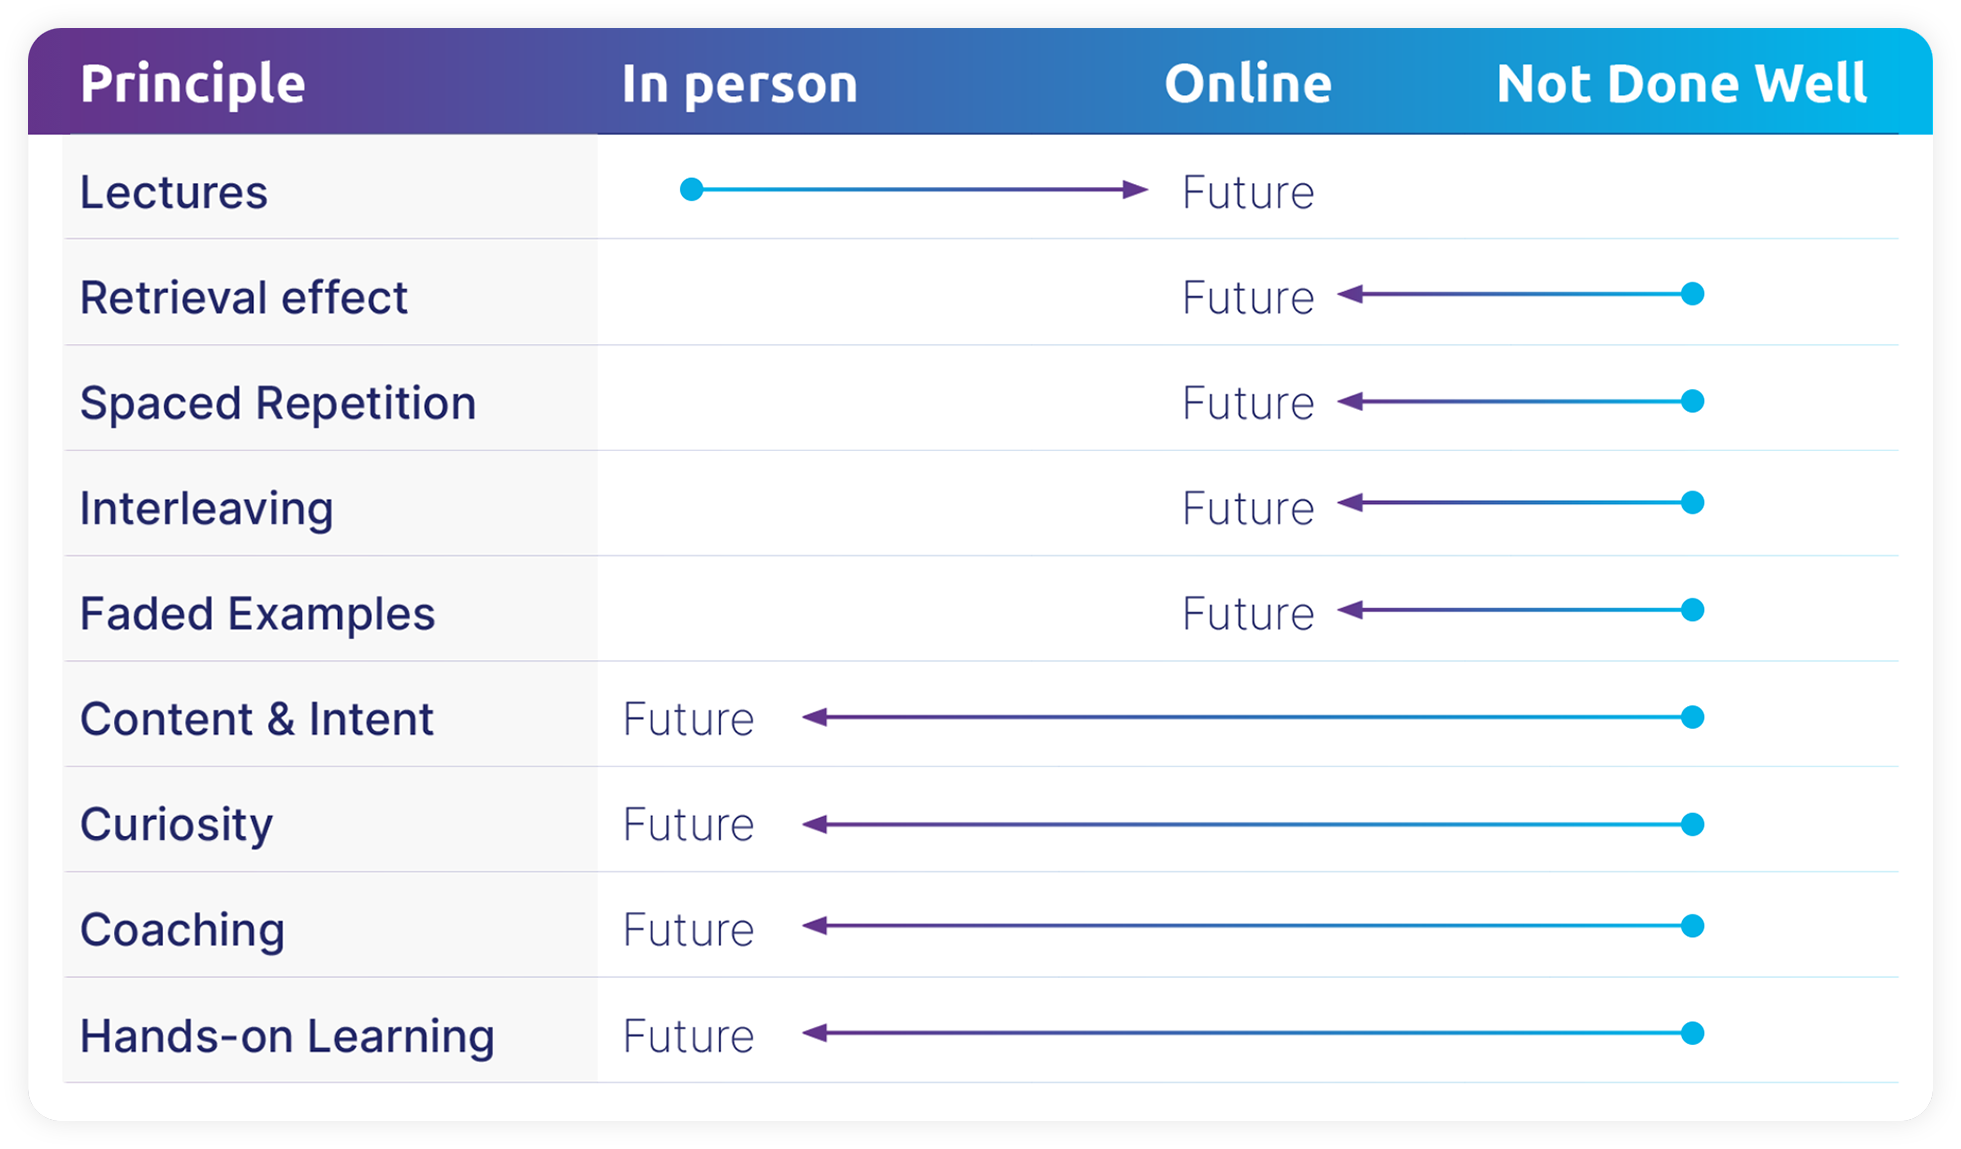 Principle In person Online Not Done Well
Lectures Future
Retrieval effect Future
Spaced Repetition Future
Interleaving Future
Faded Examples Future
Content & Intent Future
Curiosity Future
Coaching Future
Hands-on Learning Future